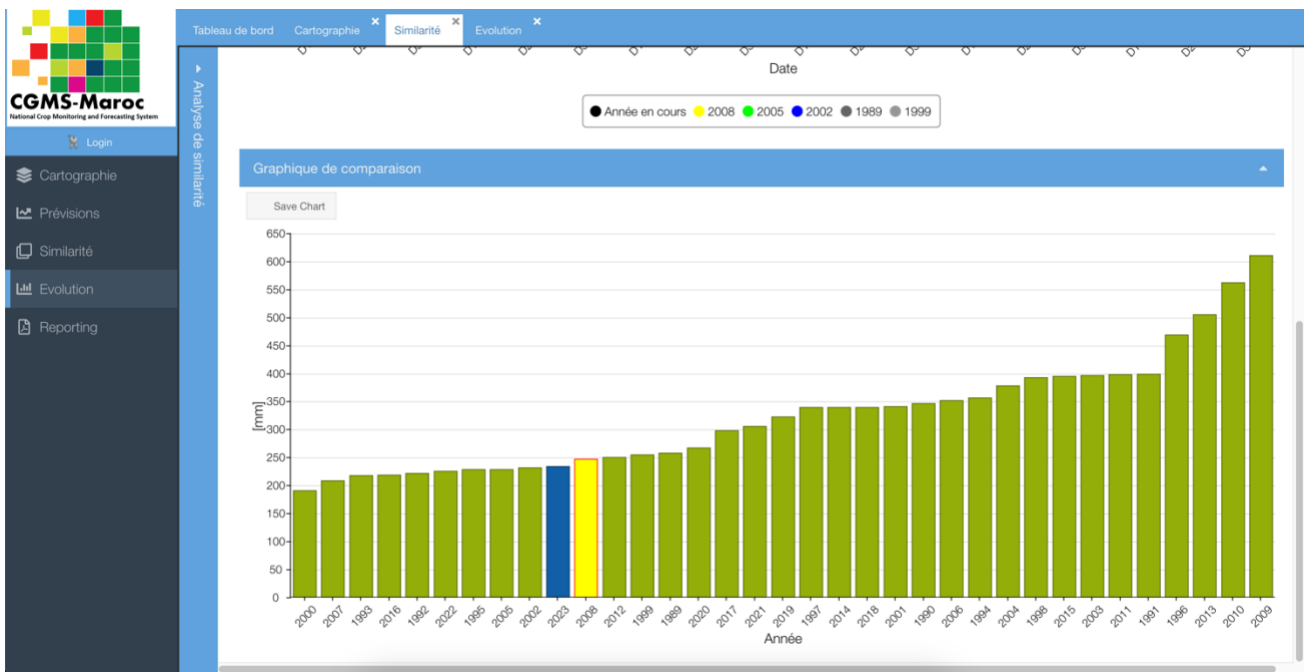 CGMS-Maroc
National Crop Monitoring and Forecasting System
Login
Cartographie
Prévisions
Similarité
Evolution
Reporting
Tableau de bord Cartographie Similarité Evolution
Analyse de similarité
Date
Année en cours 2008 2005 2002 1989 1999
Graphique de comparaison
Save Chart
650
600
550
500
450
400
350
300
250
200
150
100
50
0
[mm]
2000 2007 1993 2016 1992 2022 1995 2005 2002 2023 2008 2012 1999 1989 2020 2017 2021 2019 1997 2014 2018 2001 1990 2006 1994 2004 1998 2015 2003 2011 1991 1996 2013 2010 2009
Année